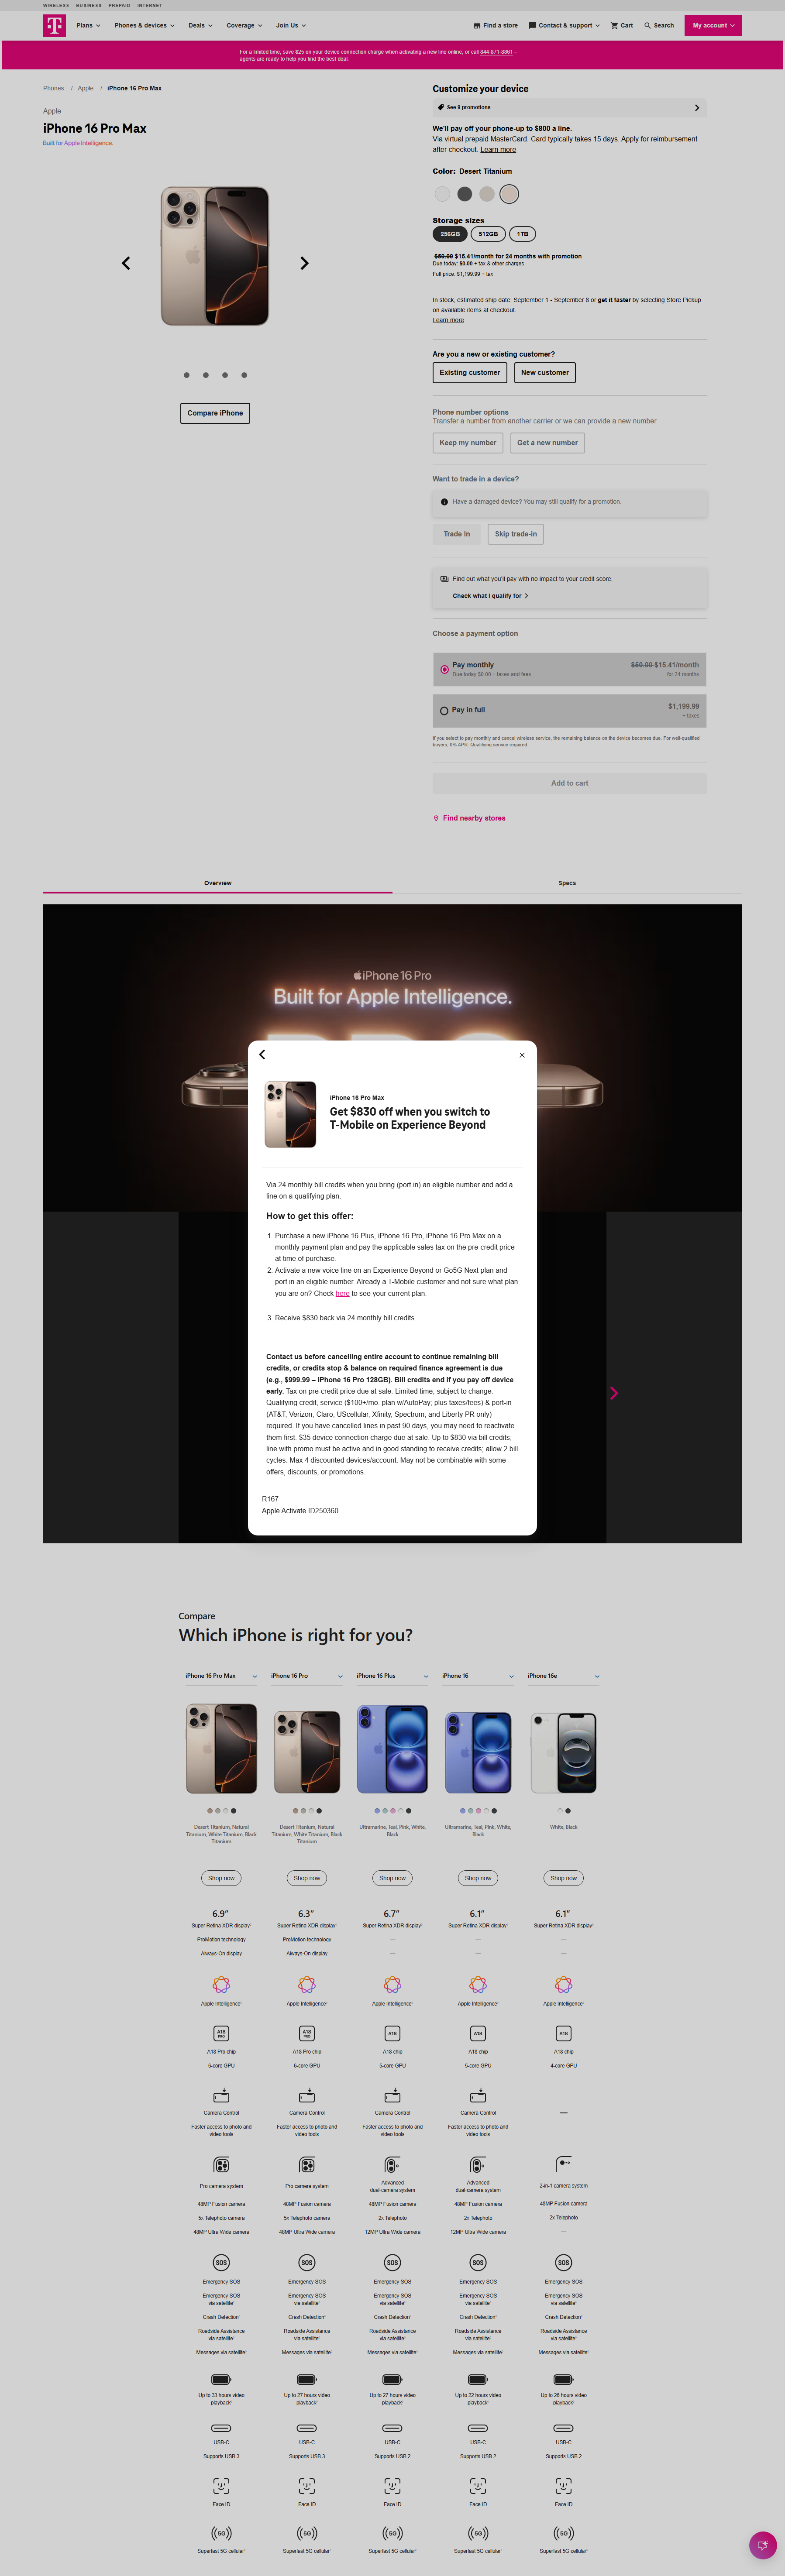 WIRELESS BUSINESS PREPAID INTERNET
Plans Phones & devices Deals Coverage Join Us Find a store Contact & support Cart Search My account
For a limited time, save $25 on your device connection charge when activating a new line online, or call 844-671-8361 –
agents are ready to help you find the best deal.
Phones / Apple / iPhone 16 Pro Max
Apple
iPhone 16 Pro Max
Built for Apple Intelligence.
Compare iPhone
Customize your device
See 9 promotions
We'll pay off your phone-up to $800 a line.
Via virtual prepaid MasterCard. Card typically takes 15 days. Apply for reimbursement
after checkout. Learn more
Color: Desert Titanium
Storage sizes
256GB 512GB 1TB
$50.00 $15.41/month for 24 months with promotion
Due today: $0.00 + tax & other charges
Full price: $1,199.99 + tax
In stock, estimated ship date: September 1 - September 8 or get it faster by selecting Store Pickup
on available items at checkout.
Learn more
Are you a new or existing customer?
Existing customer New customer
Phone number options
Transfer a number from another carrier or we can provide a new number
Keep my number Get a new number
Want to trade in a device?
Have a damaged device? You may still qualify for a promotion.
Trade in Skip trade-in
Find out what you'll pay with no impact to your credit score.
Check what I qualify for
Choose a payment option
Pay monthly $50.00 $15.41/month
Due today $0.00 + taxes and fees for 24 months
Pay in full $1,199.99
+ taxes
If you select to pay monthly and cancel wireless service, the remaining balance on the device becomes due. For well-qualified
buyers. 0% APR. Qualifying service required.
Add to cart
Find nearby stores
Overview Specs
iPhone 16 Pro
Built for Apple Intelligence.
iPhone 16 Pro Max
Get $830 off when you switch to
T-Mobile on Experience Beyond
Via 24 monthly bill credits when you bring (port in) an eligible number and add a
line on a qualifying plan.
How to get this offer:
1. Purchase a new iPhone 16 Plus, iPhone 16 Pro, iPhone 16 Pro Max on a
monthly payment plan and pay the applicable sales tax on the pre-credit price
at time of purchase.
2. Activate a new voice line on an Experience Beyond or Go5G Next plan and
port in an eligible number. Already a T-Mobile customer and not sure what plan
you are on? Check here to see your current plan.
3. Receive $830 back via 24 monthly bill credits.
Contact us before cancelling entire account to continue remaining bill
credits, or credits stop & balance on required finance agreement is due
(e.g., $999.99 – iPhone 16 Pro 128GB). Bill credits end if you pay off device
early. Tax on pre-credit price due at sale. Limited time; subject to change.
Qualifying credit, service ($100+/mo. plan w/AutoPay; plus taxes/fees) & port-in
(AT&T, Verizon, Claro, UScellular, Xfinity, Spectrum, and Liberty PR only)
required. If you have cancelled lines in past 90 days, you may need to reactivate
them first. $35 device connection charge due at sale. Up to $830 via bill credits;
line with promo must be active and in good standing to receive credits; allow 2 bill
cycles. Max 4 discounted devices/account. May not be combinable with some
offers, discounts, or promotions.
R167
Apple Activate ID250360
Compare
Which iPhone is right for you?
iPhone 16 Pro Max iPhone 16 Pro iPhone 16 Plus iPhone 16 iPhone 16e
Desert Titanium, Natural Desert Titanium, Natural Ultramarine, Teal, Pink, White, Ultramarine, Teal, Pink, White, White, Black
Titanium, White Titanium, Black Titanium, White Titanium, Black Black Black
Titanium Titanium
Shop now Shop now Shop now Shop now Shop now
6.9″ 6.3″ 6.7″ 6.1″ 6.1″
Super Retina XDR display Super Retina XDR display Super Retina XDR display Super Retina XDR display Super Retina XDR display
ProMotion technology ProMotion technology — — —
Always-On display Always-On display — — —
Apple Intelligence Apple Intelligence Apple Intelligence Apple Intelligence Apple Intelligence
A18 PRO A18 PRO A18 A18 A18
A18 Pro chip A18 Pro chip A18 chip A18 chip A18 chip
6-core GPU 6-core GPU 5-core GPU 5-core GPU 4-core GPU
Camera Control Camera Control Camera Control Camera Control —
Faster access to photo and Faster access to photo and Faster access to photo and Faster access to photo and
video tools video tools video tools video tools
Pro camera system Pro camera system Advanced Advanced 2-in-1 camera system
dual-camera system dual-camera system
48MP Fusion camera 48MP Fusion camera 48MP Fusion camera 48MP Fusion camera 48MP Fusion camera
5x Telephoto camera 5x Telephoto camera 2x Telephoto 2x Telephoto 2x Telephoto
48MP Ultra Wide camera 48MP Ultra Wide camera 12MP Ultra Wide camera 12MP Ultra Wide camera —
SOS SOS SOS SOS SOS
Emergency SOS Emergency SOS Emergency SOS Emergency SOS Emergency SOS
Emergency SOS Emergency SOS Emergency SOS Emergency SOS Emergency SOS
via satellite via satellite via satellite via satellite via satellite
Crash Detection Crash Detection Crash Detection Crash Detection Crash Detection
Roadside Assistance Roadside Assistance Roadside Assistance Roadside Assistance Roadside Assistance
via satellite via satellite via satellite via satellite via satellite
Messages via satellite Messages via satellite Messages via satellite Messages via satellite Messages via satellite
Up to 33 hours video Up to 27 hours video Up to 27 hours video Up to 22 hours video Up to 26 hours video
playback playback playback playback playback
USB-C USB-C USB-C USB-C USB-C
Supports USB 3 Supports USB 3 Supports USB 2 Supports USB 2 Supports USB 2
Face ID Face ID Face ID Face ID Face ID
5G 5G 5G 5G 5G
Superfast 5G cellular Superfast 5G cellular Superfast 5G cellular Superfast 5G cellular Superfast 5G cellular